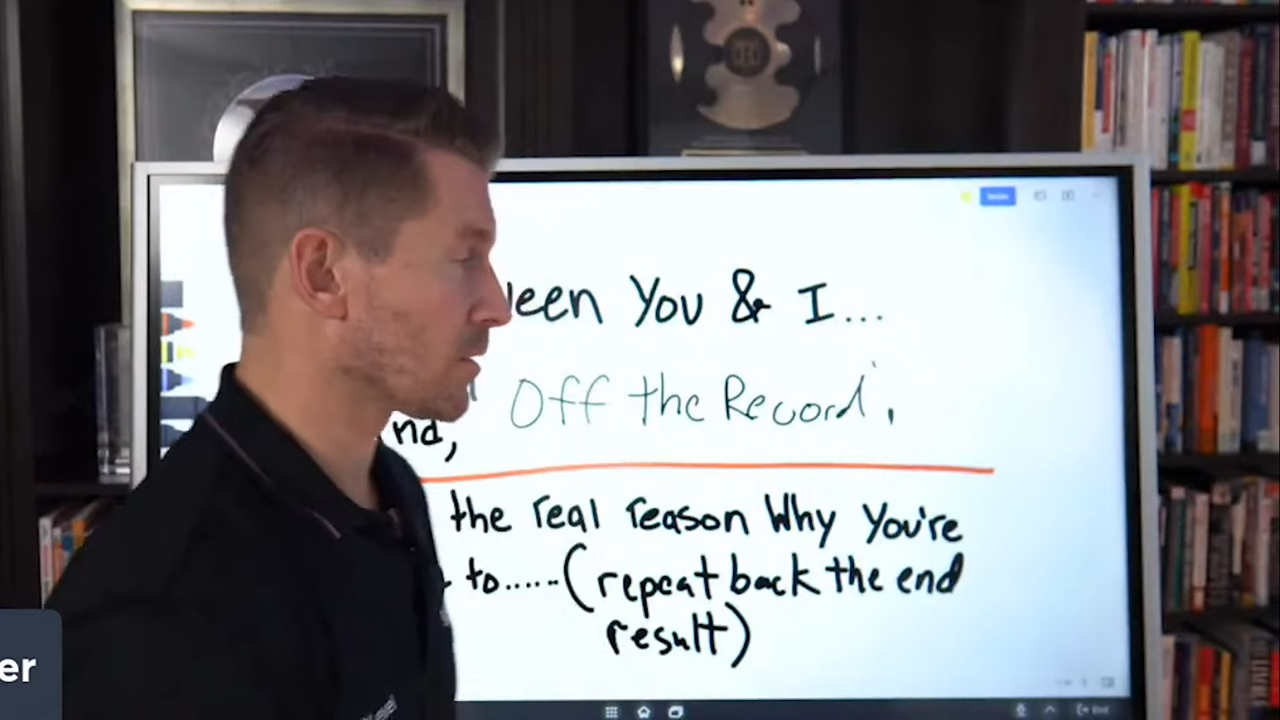 een You & I...
Off the Record,
nd,
the real reason Why You're
to.....(repeat back the end
result)
er